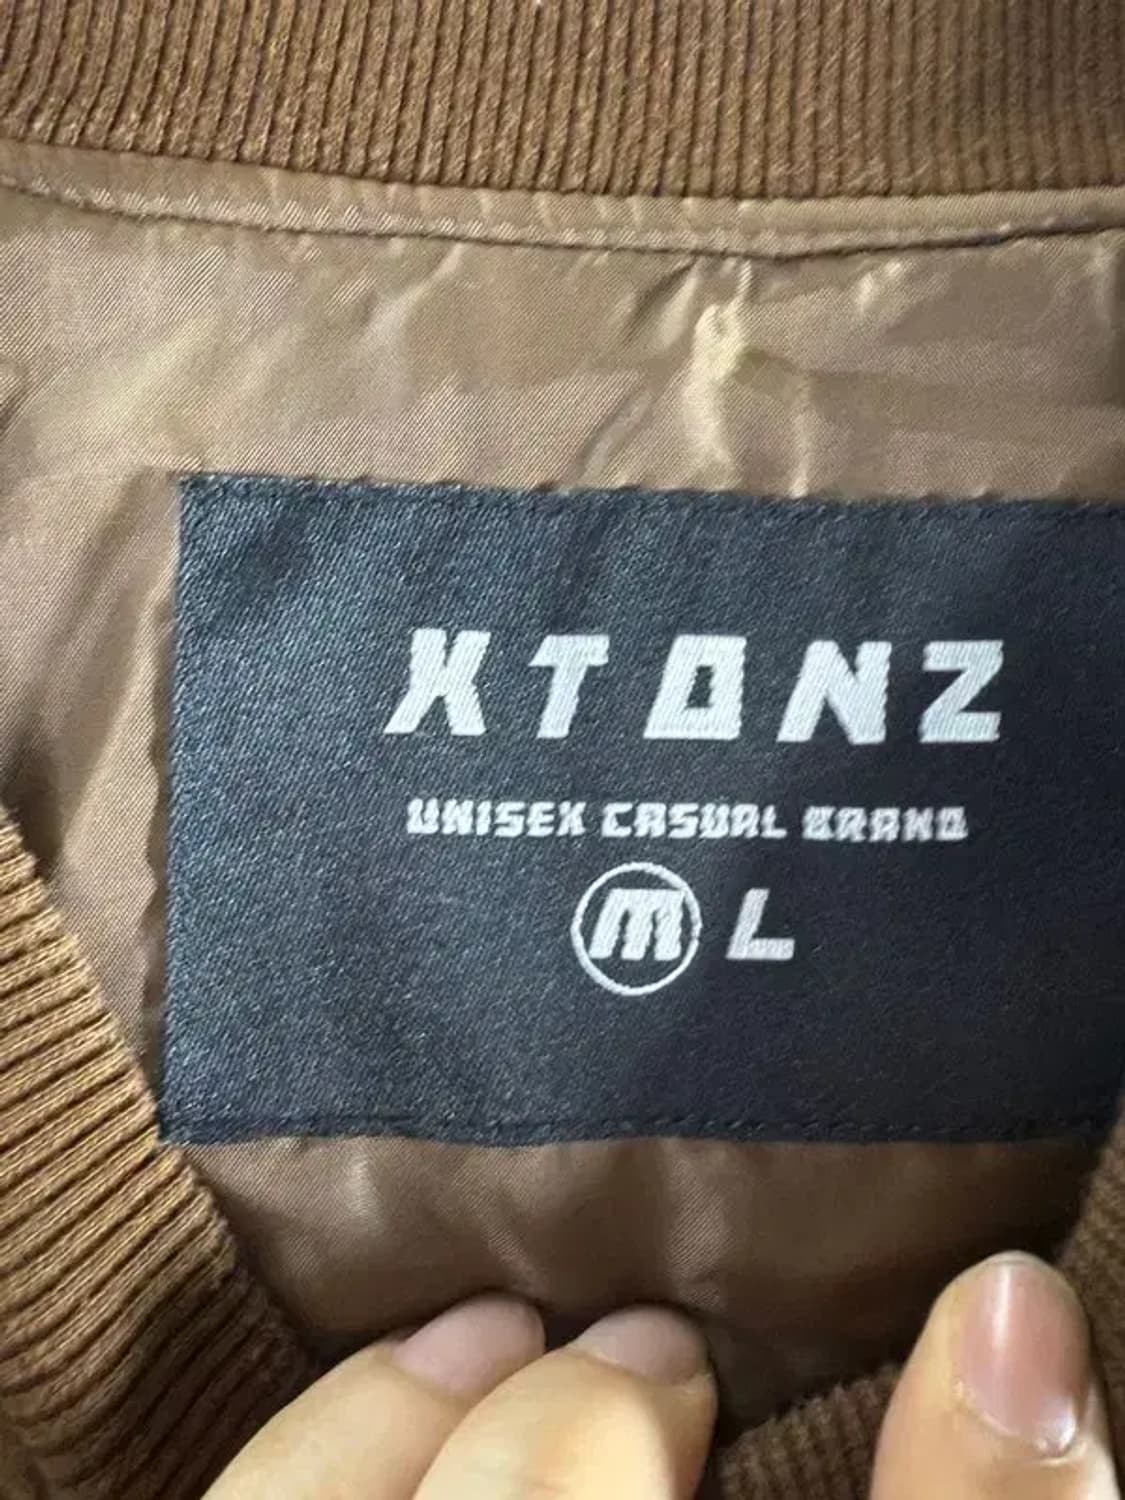 XTONZ
UNISEX CASUAL BRAND
M L